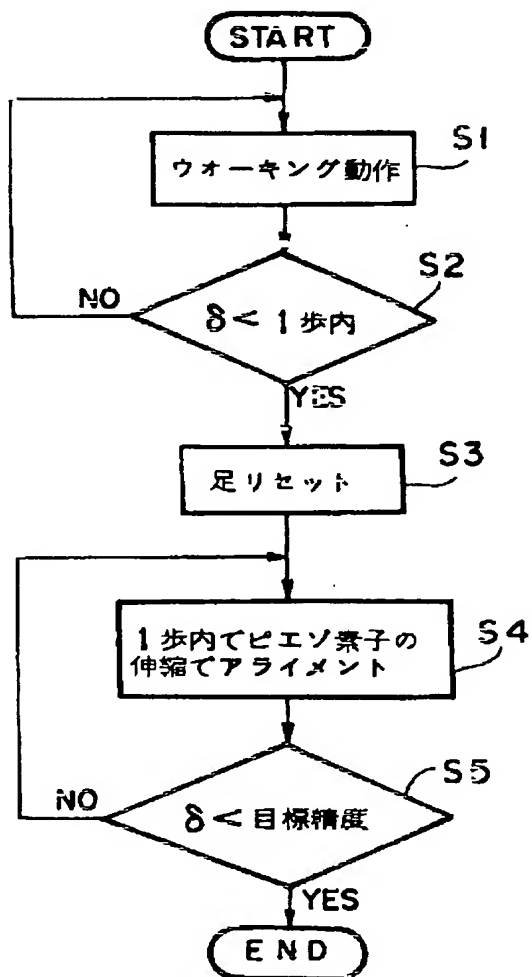 START
ウオーキング動作
S1
δ < 1歩内
S2
NO
YES
足リセット
S3
1歩内でピエゾ素子の
伸縮でアライメント
S4
δ < 目標精度
S5
NO
YES
END